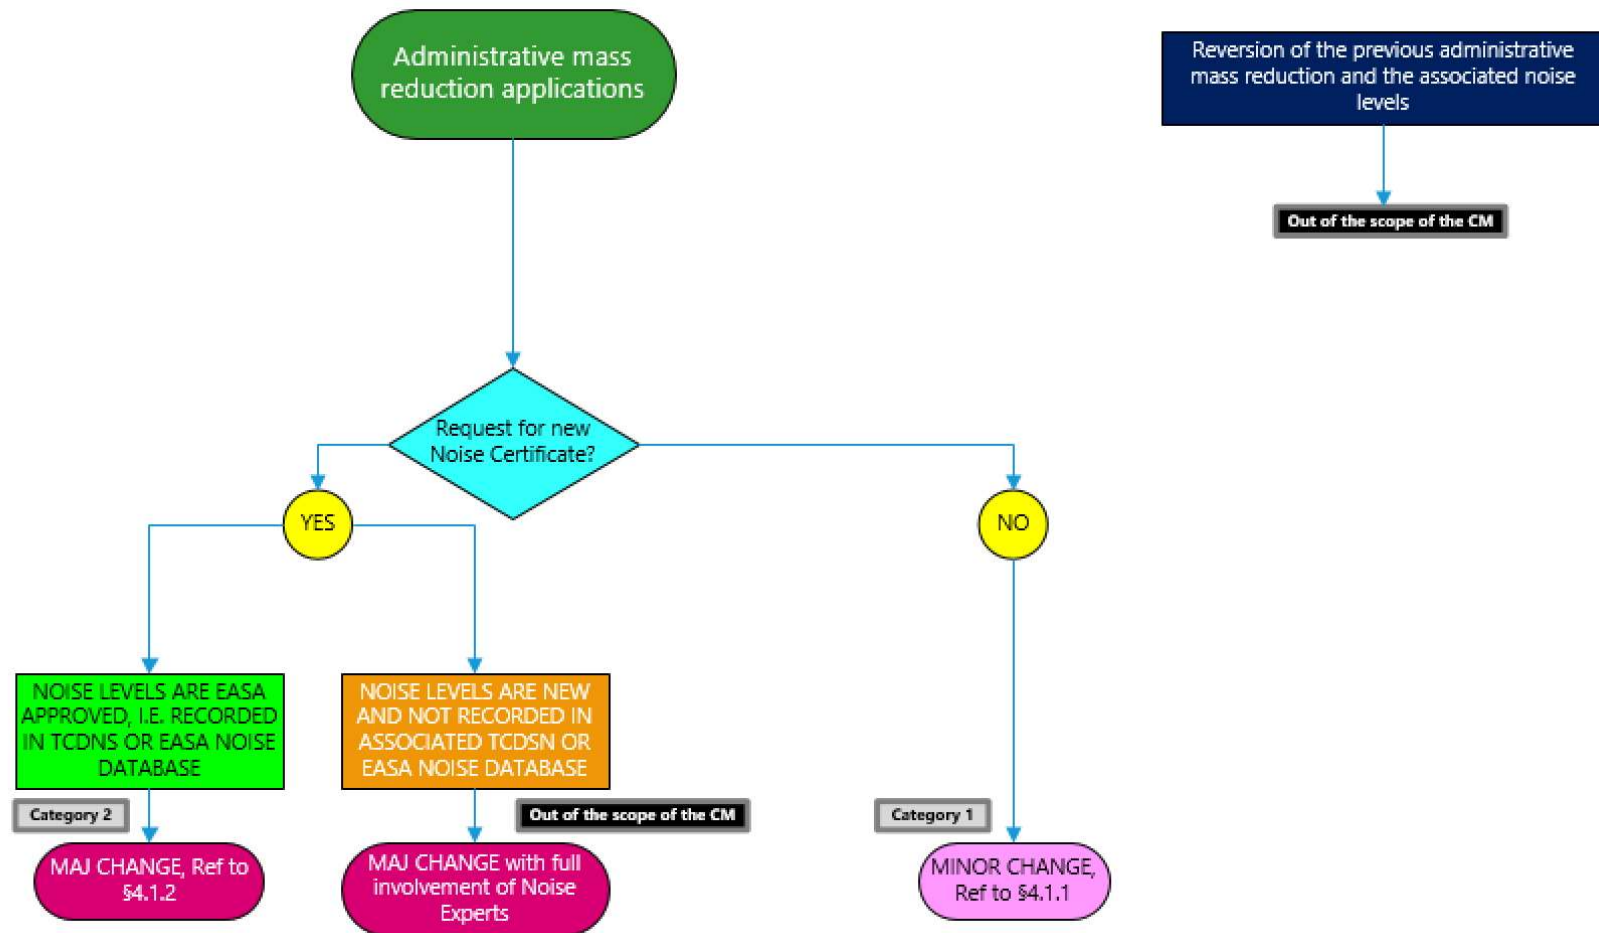 Administrative mass
reduction applications
Reversion of the previous administrative
mass reduction and the associated noise
levels
Out of the scope of the CM
Request for new
Noise Certificate?
YES
NO
NOISE LEVELS ARE EASA
APPROVED, I.E. RECORDED
IN TCDNS OR EASA NOISE
DATABASE
NOISE LEVELS ARE NEW
AND NOT RECORDED IN
ASSOCIATED TCDSN OR
EASA NOISE DATABASE
Category 2
Out of the scope of the CM
Category 1
MAJ CHANGE, Ref to
§4.1.2
MAJ CHANGE with full
involvement of Noise
Experts
MINOR CHANGE,
Ref to §4.1.1